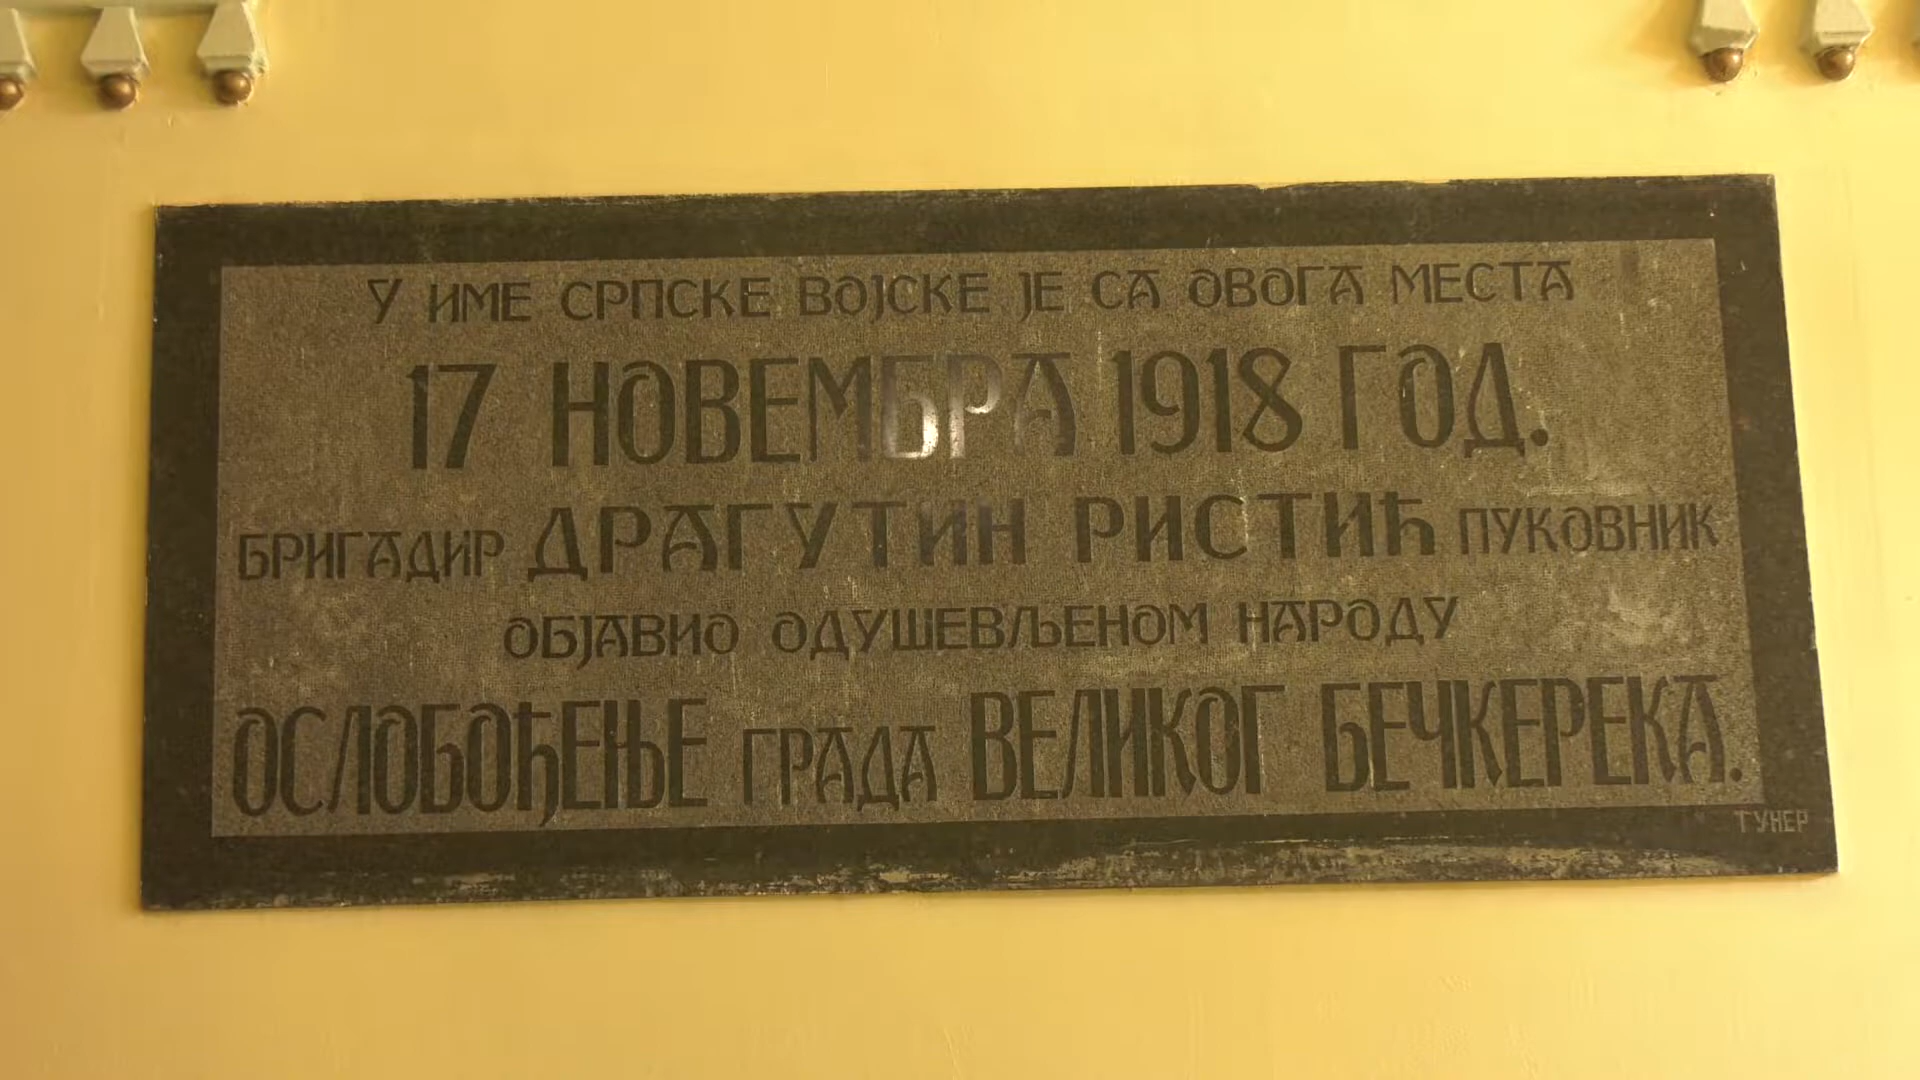 У ИМЕ СРПСКЕ ВОЈСКЕ ЈЕ СА ОВОГА МЕСТА
17 НОВЕМБРА 1918 ГОД.
БРИГАДИР ДРАГУТИН РИСТИЋ ПУКОВНИК
ОБЈАВИО ОДУШЕВЉЕНОМ НАРОДУ
ОСЛОБОЂЕЊЕ ГРАДА ВЕЛИКОГ БЕЧКЕРЕКА.
ТУНЕР